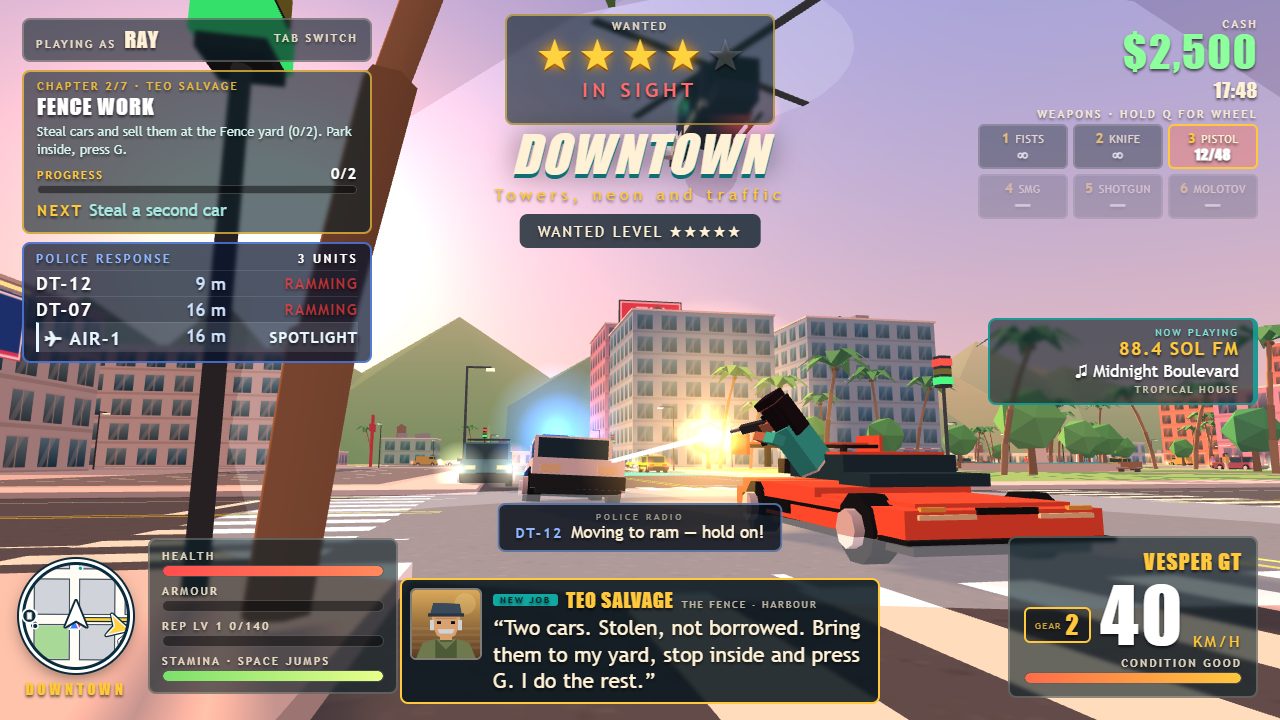 PLAYING AS RAY
TAB SWITCH
CHAPTER 2/7 · TEO SALVAGE
FENCE WORK
Steal cars and sell them at the Fence yard (0/2). Park
inside, press G.
PROGRESS 0/2
NEXT Steal a second car
POLICE RESPONSE 3 UNITS
DT-12 9 m RAMMING
DT-07 16 m RAMMING
AIR-1 16 m SPOTLIGHT
WANTED
IN SIGHT
DOWNTOWN
Towers, neon and traffic
WANTED LEVEL ★★★★★
CASH
$2,500
17:48
WEAPONS · HOLD Q FOR WHEEL
1 FISTS
∞
2 KNIFE
∞
3 PISTOL
12/48
4 SMG
—
5 SHOTGUN
—
6 MOLOTOV
—
NOW PLAYING
88.4 SOL FM
♫ Midnight Boulevard
TROPICAL HOUSE
POLICE RADIO
DT-12 Moving to ram — hold on!
HEALTH
ARMOUR
REP LV 1 0/140
STAMINA · SPACE JUMPS
DOWNTOWN
NEW JOB TEO SALVAGE THE FENCE · HARBOUR
“Two cars. Stolen, not borrowed. Bring
them to my yard, stop inside and press
G. I do the rest.”
VESPER GT
GEAR 2
40 KM/H
CONDITION GOOD